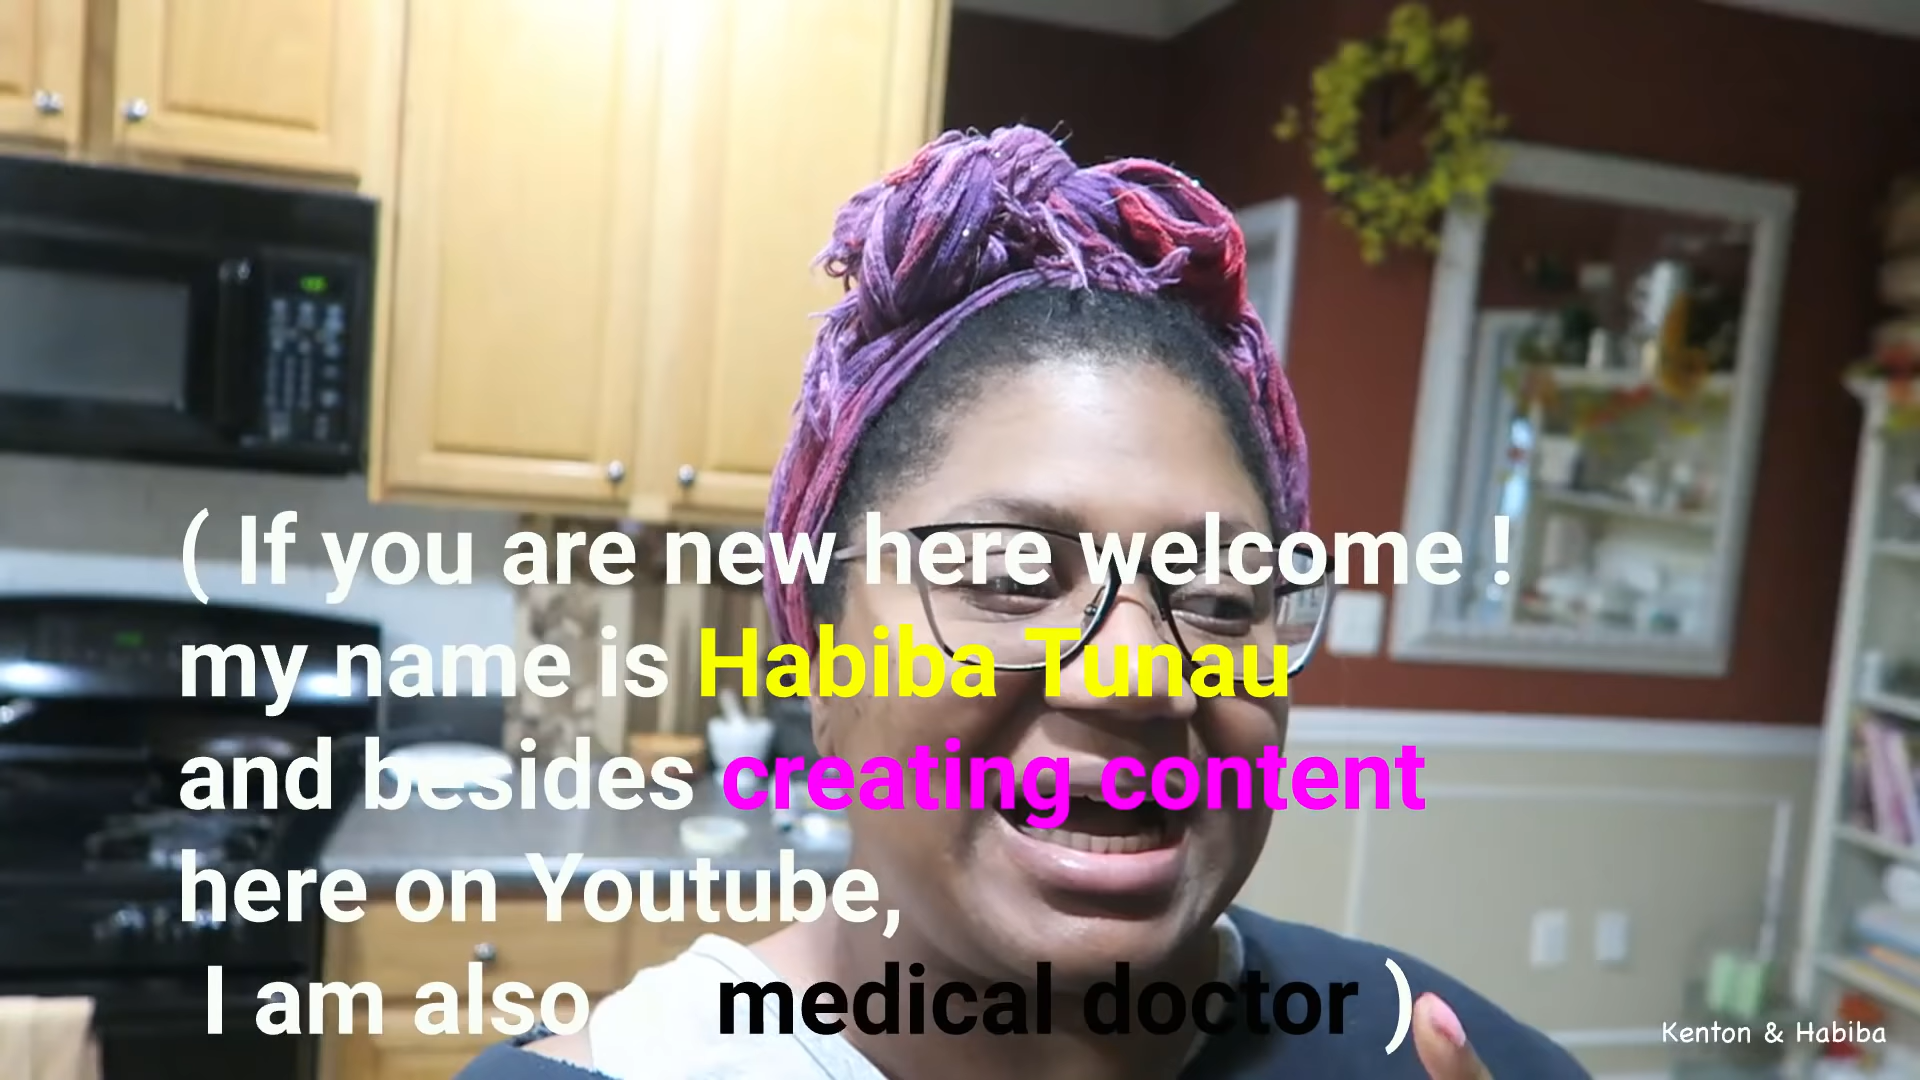 ( If you are new here welcome !
my name is Habiba Tunau
and besides creating content
here on Youtube,
I am also medical doctor )
Kenton & Habiba